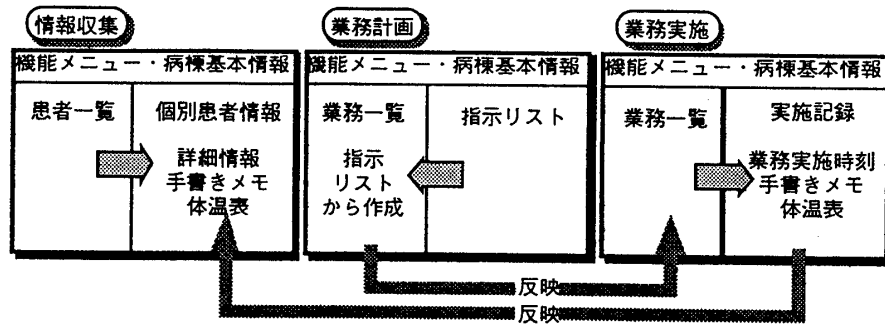 情報収集
機能メニュー・病棟基本情報
患者一覧
個別患者情報
詳細情報
手書きメモ
体温表
業務計画
機能メニュー・病棟基本情報
業務一覧
指示
リスト
から作成
指示リスト
業務実施
機能メニュー・病棟基本情報
業務一覧
実施記録
業務実施時刻
手書きメモ
体温表
反映
反映